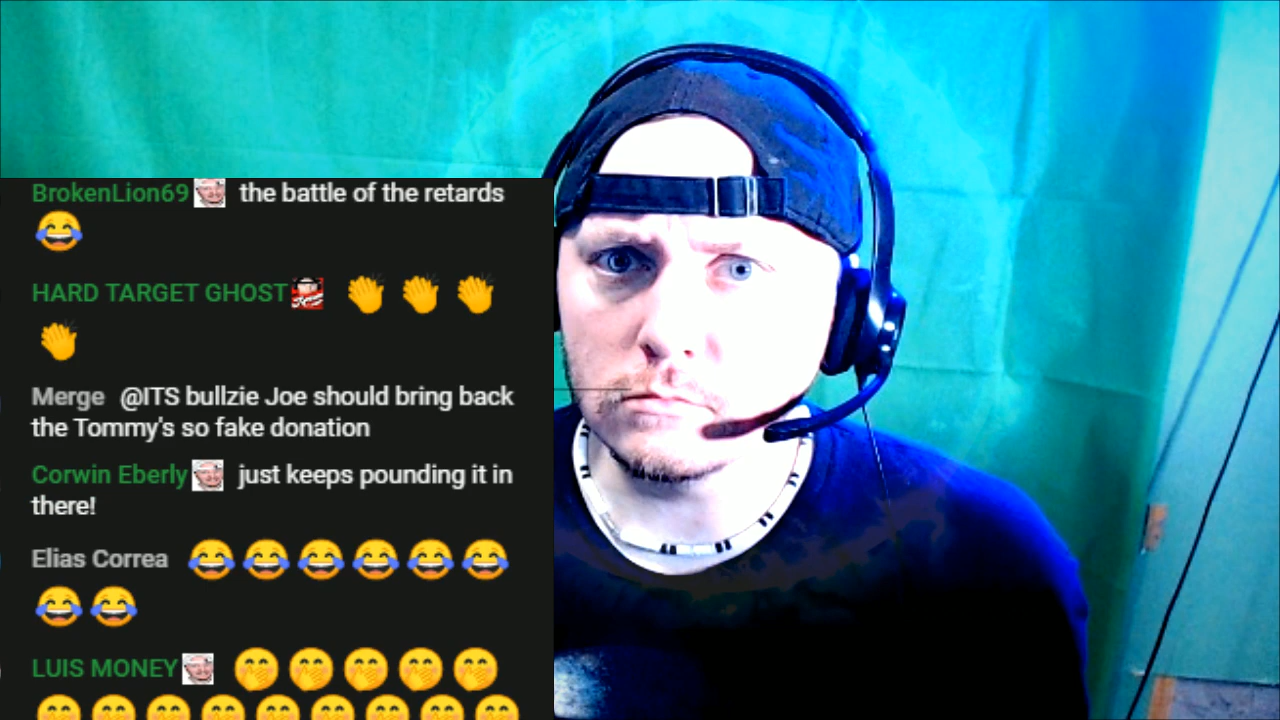 BrokenLion69 the battle of the retards
😂
HARD TARGET GHOST 👏 👏 👏
👏
Merge @ITS bullzie Joe should bring back
the Tommy's so fake donation
Corwin Eberly just keeps pounding it in
there!
Elias Correa 😂😂😂😂😂😂
😂😂
LUIS MONEY 🤭🤭🤭🤭🤭
🤭🤭🤭🤭🤭🤭🤭🤭🤭